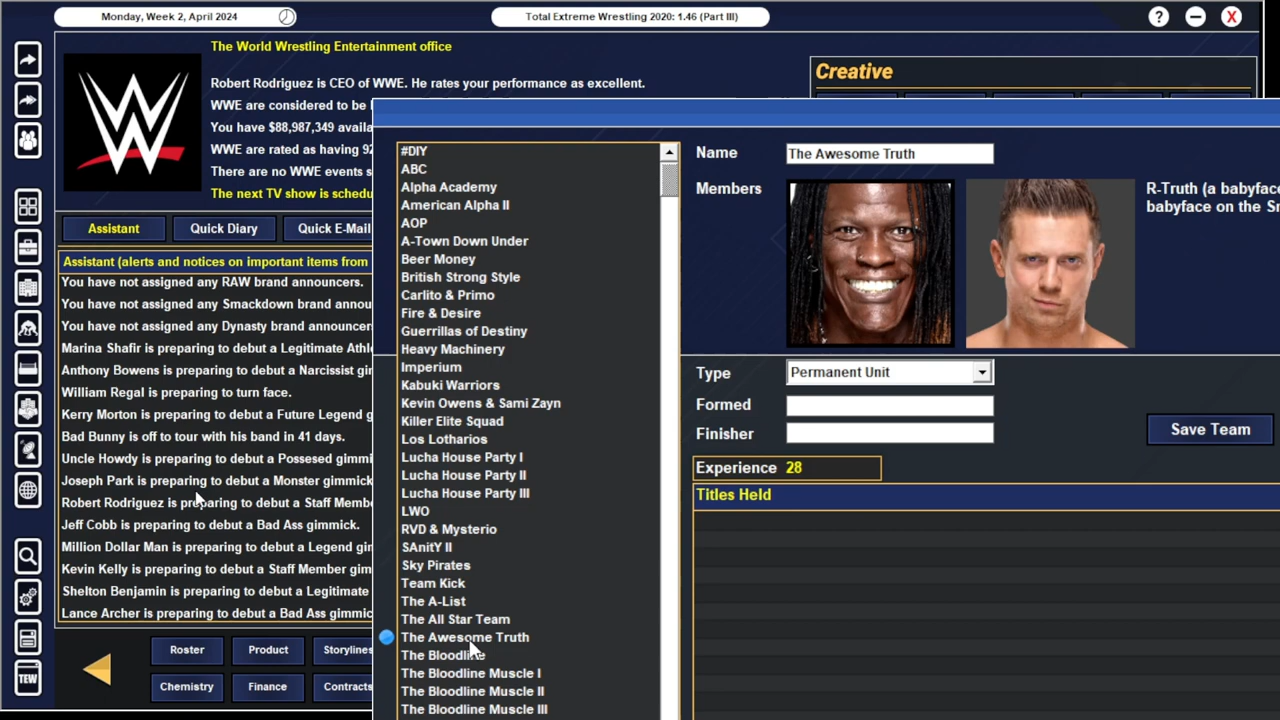 Monday, Week 2, April 2024
Total Extreme Wrestling 2020: 1.46 (Part III)
?
X
The World Wrestling Entertainment office
Robert Rodriguez is CEO of WWE. He rates your performance as excellent.
WWE are considered to be
You have $88,987,349 availa
WWE are rated as having 92
There are no WWE events s
The next TV show is schedu
Creative
Assistant
Quick Diary
Quick E-Mail
Assistant (alerts and notices on important items from
You have not assigned any RAW brand announcers.
You have not assigned any Smackdown brand annou
You have not assigned any Dynasty brand announcers
Marina Shafir is preparing to debut a Legitimate Athle
Anthony Bowens is preparing to debut a Narcissist gi
William Regal is preparing to turn face.
Kerry Morton is preparing to debut a Future Legend g
Bad Bunny is off to tour with his band in 41 days.
Uncle Howdy is preparing to debut a Possesed gimmi
Joseph Park is preparing to debut a Monster gimmick
Robert Rodriguez is preparing to debut a Staff Memb
Jeff Cobb is preparing to debut a Bad Ass gimmick.
Million Dollar Man is preparing to debut a Legend gi
Kevin Kelly is preparing to debut a Staff Member gim
Shelton Benjamin is preparing to debut a Legitimate
Lance Archer is preparing to debut a Bad Ass gimmic
Roster
Product
Storylines
Chemistry
Finance
Contracts
TEW
#DIY
ABC
Alpha Academy
American Alpha II
AOP
A-Town Down Under
Beer Money
British Strong Style
Carlito & Primo
Fire & Desire
Guerrillas of Destiny
Heavy Machinery
Imperium
Kabuki Warriors
Kevin Owens & Sami Zayn
Killer Elite Squad
Los Lotharios
Lucha House Party I
Lucha House Party II
Lucha House Party III
LWO
RVD & Mysterio
SAnitY II
Sky Pirates
Team Kick
The A-List
The All Star Team
The Awesome Truth
The Bloodline
The Bloodline Muscle I
The Bloodline Muscle II
The Bloodline Muscle III
Name
The Awesome Truth
Members
R-Truth (a babyface
babyface on the Sm
Type
Permanent Unit
Formed
Finisher
Save Team
Experience 28
Titles Held